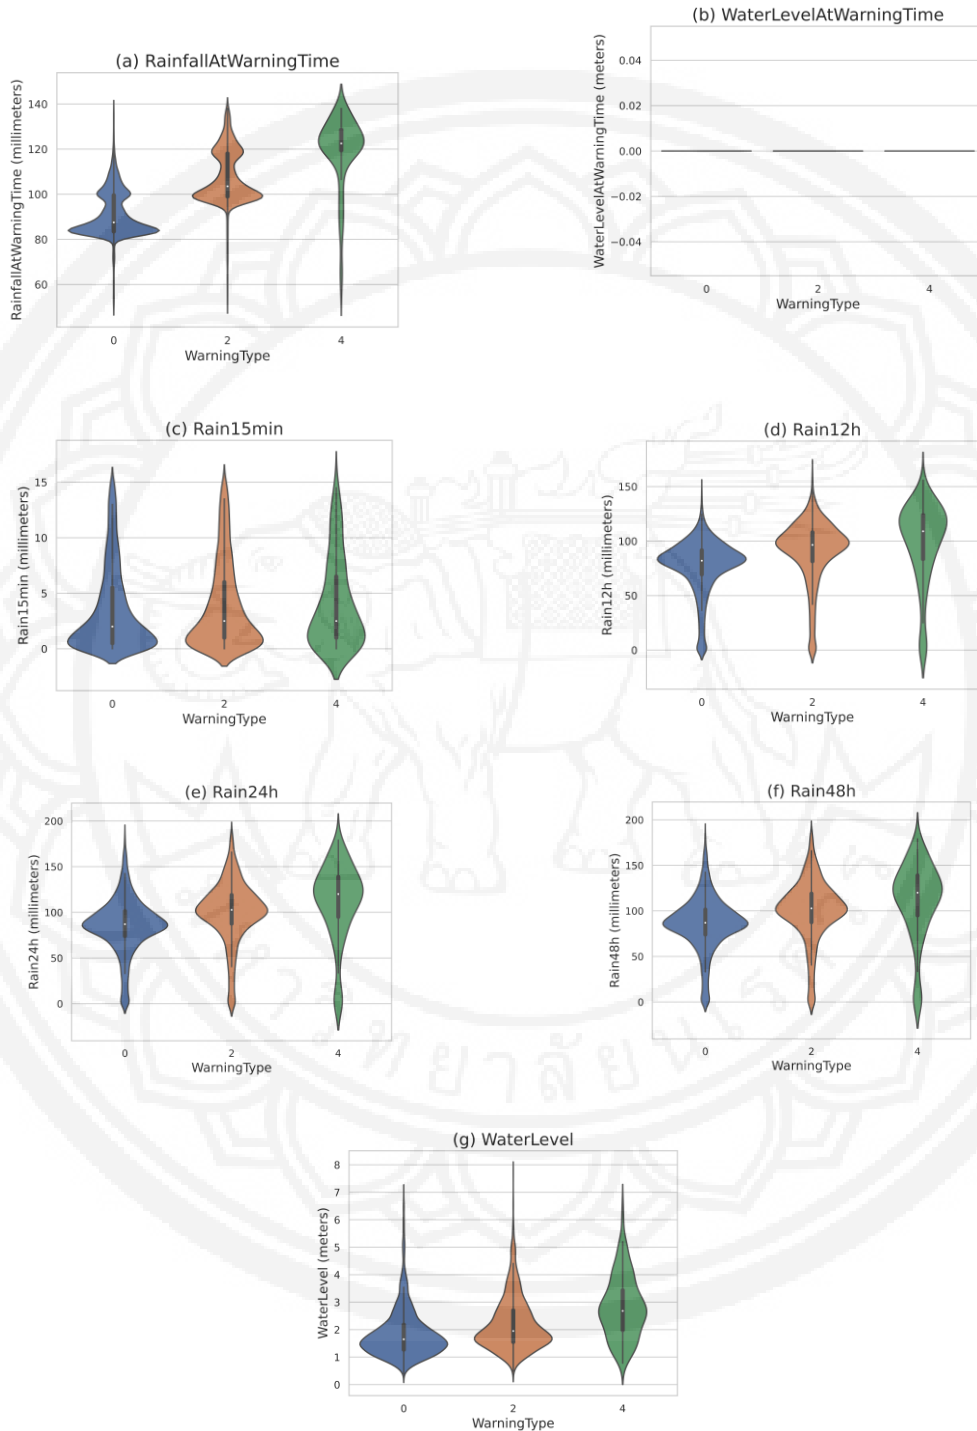 (a) RainfallAtWarningTime
RainfallAtWarningTime (millimeters)
140
120
100
80
60
0 2 4
WarningType
(b) WaterLevelAtWarningTime
WaterLevelAtWarningTime (meters)
0.04
0.02
0.00
−0.02
−0.04
0 2 4
WarningType
(c) Rain15min
Rain15min (millimeters)
15
10
5
0
0 2 4
WarningType
(d) Rain12h
Rain12h (millimeters)
150
100
50
0
0 2 4
WarningType
(e) Rain24h
Rain24h (millimeters)
200
150
100
50
0
0 2 4
WarningType
(f) Rain48h
Rain48h (millimeters)
200
150
100
50
0
0 2 4
WarningType
(g) WaterLevel
WaterLevel (meters)
8
7
6
5
4
3
2
1
0
0 2 4
WarningType